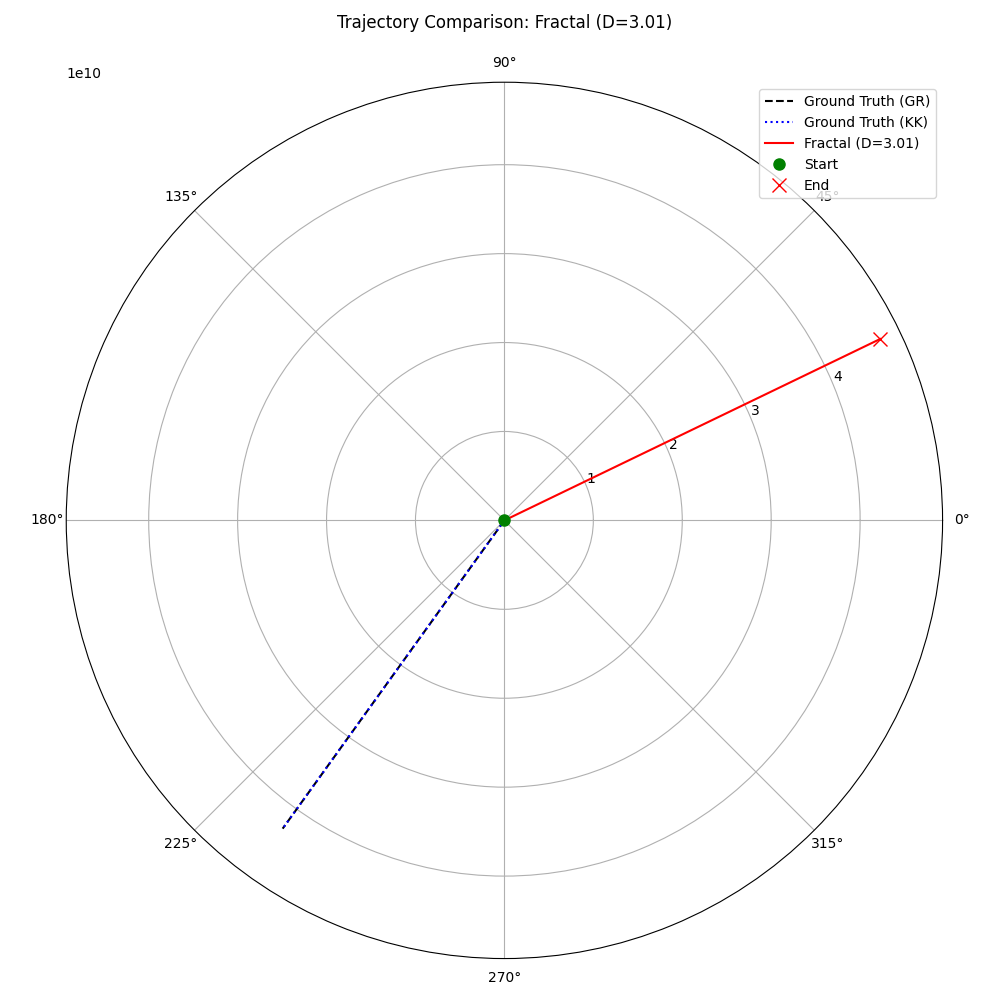 Trajectory Comparison: Fractal (D=3.01)
90°
1e10
Ground Truth (GR)
Ground Truth (KK)
Fractal (D=3.01)
Start
End
135°
45°
4
3
2
1
180°
0°
225°
315°
270°